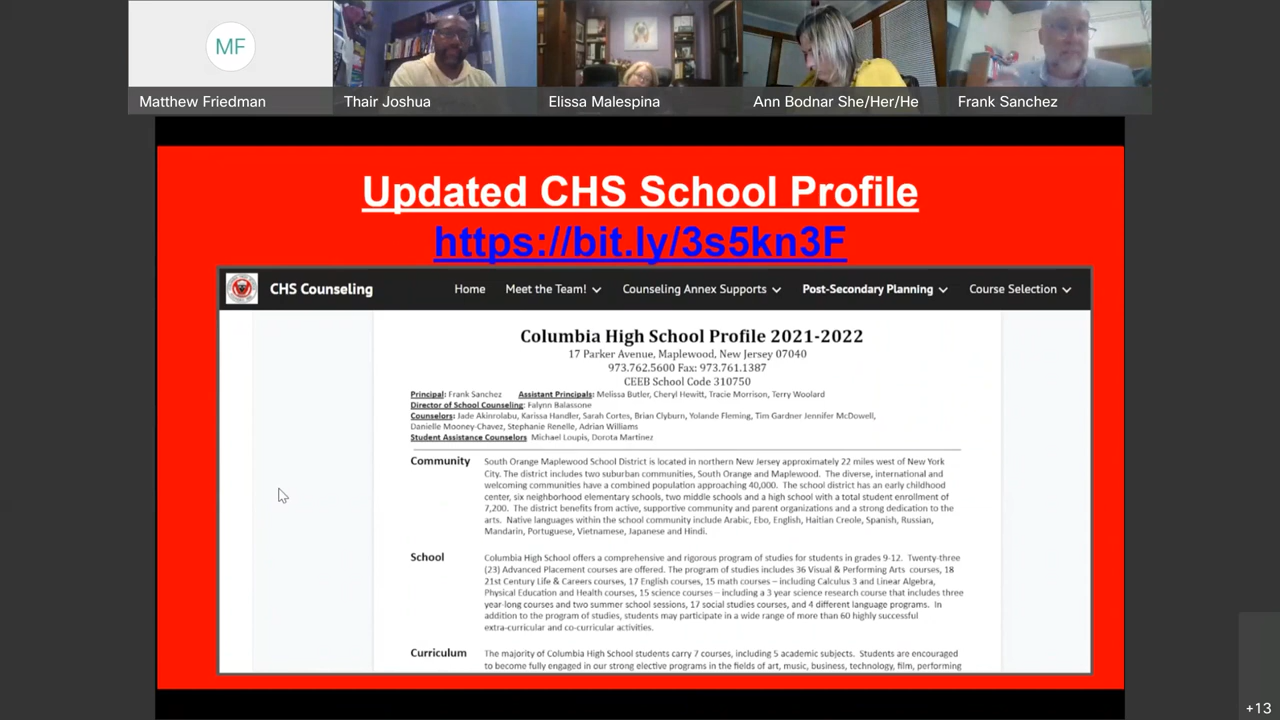 MF
Matthew Friedman
Thair Joshua
Elissa Malespina
Ann Bodnar She/Her/He
Frank Sanchez
Updated CHS School Profile
https://bit.ly/3s5kn3F
CHS Counseling
Home
Meet the Team!
Counseling Annex Supports
Post-Secondary Planning
Course Selection
Columbia High School Profile 2021-2022
17 Parker Avenue, Maplewood, New Jersey 07040
973.762.5600 Fax: 973.761.1387
CEEB School Code 310750
Principal: Frank Sanchez Assistant Principals: Melissa Butler, Cheryl Hewitt, Tracie Morrison, Terry Woolard
Director of School Counseling: Falynn Balassone
Counselors: Jade Akinrolabu, Karissa Handler, Sarah Cortes, Brian Clyburn, Yolande Fleming, Tim Gardner Jennifer McDowell,
Danielle Mooney-Chavez, Stephanie Renelle, Adrian Williams
Student Assistance Counselors Michael Loupis, Dorota Martinez
Community South Orange Maplewood School District is located in northern New Jersey approximately 22 miles west of New York
City. The district includes two suburban communities, South Orange and Maplewood. The diverse, international and
welcoming communities have a combined population approaching 40,000. The school district has an early childhood
center, six neighborhood elementary schools, two middle schools and a high school with a total student enrollment of
7,200. The district benefits from active, supportive community and parent organizations and a strong dedication to the
arts. Native languages within the school community include Arabic, Ebo, English, Haitian Creole, Spanish, Russian,
Mandarin, Portuguese, Vietnamese, Japanese and Hindi.
School Columbia High School offers a comprehensive and rigorous program of studies for students in grades 9-12. Twenty-three
(23) Advanced Placement courses are offered. The program of studies includes 36 Visual & Performing Arts courses, 18
21st Century Life & Careers courses, 17 English courses, 15 math courses – including Calculus 3 and Linear Algebra,
Physical Education and Health courses, 15 science courses – including a 3 year science research course that includes three
year-long courses and two summer school sessions, 17 social studies courses, and 4 different language programs. In
addition to the program of studies, students may participate in a wide range of more than 60 highly successful
extra-curricular and co-curricular activities.
Curriculum The majority of Columbia High School students carry 7 courses, including 5 academic subjects. Students are encouraged
to become fully engaged in our strong elective programs in the fields of art, music, business, technology, film, performing
+13